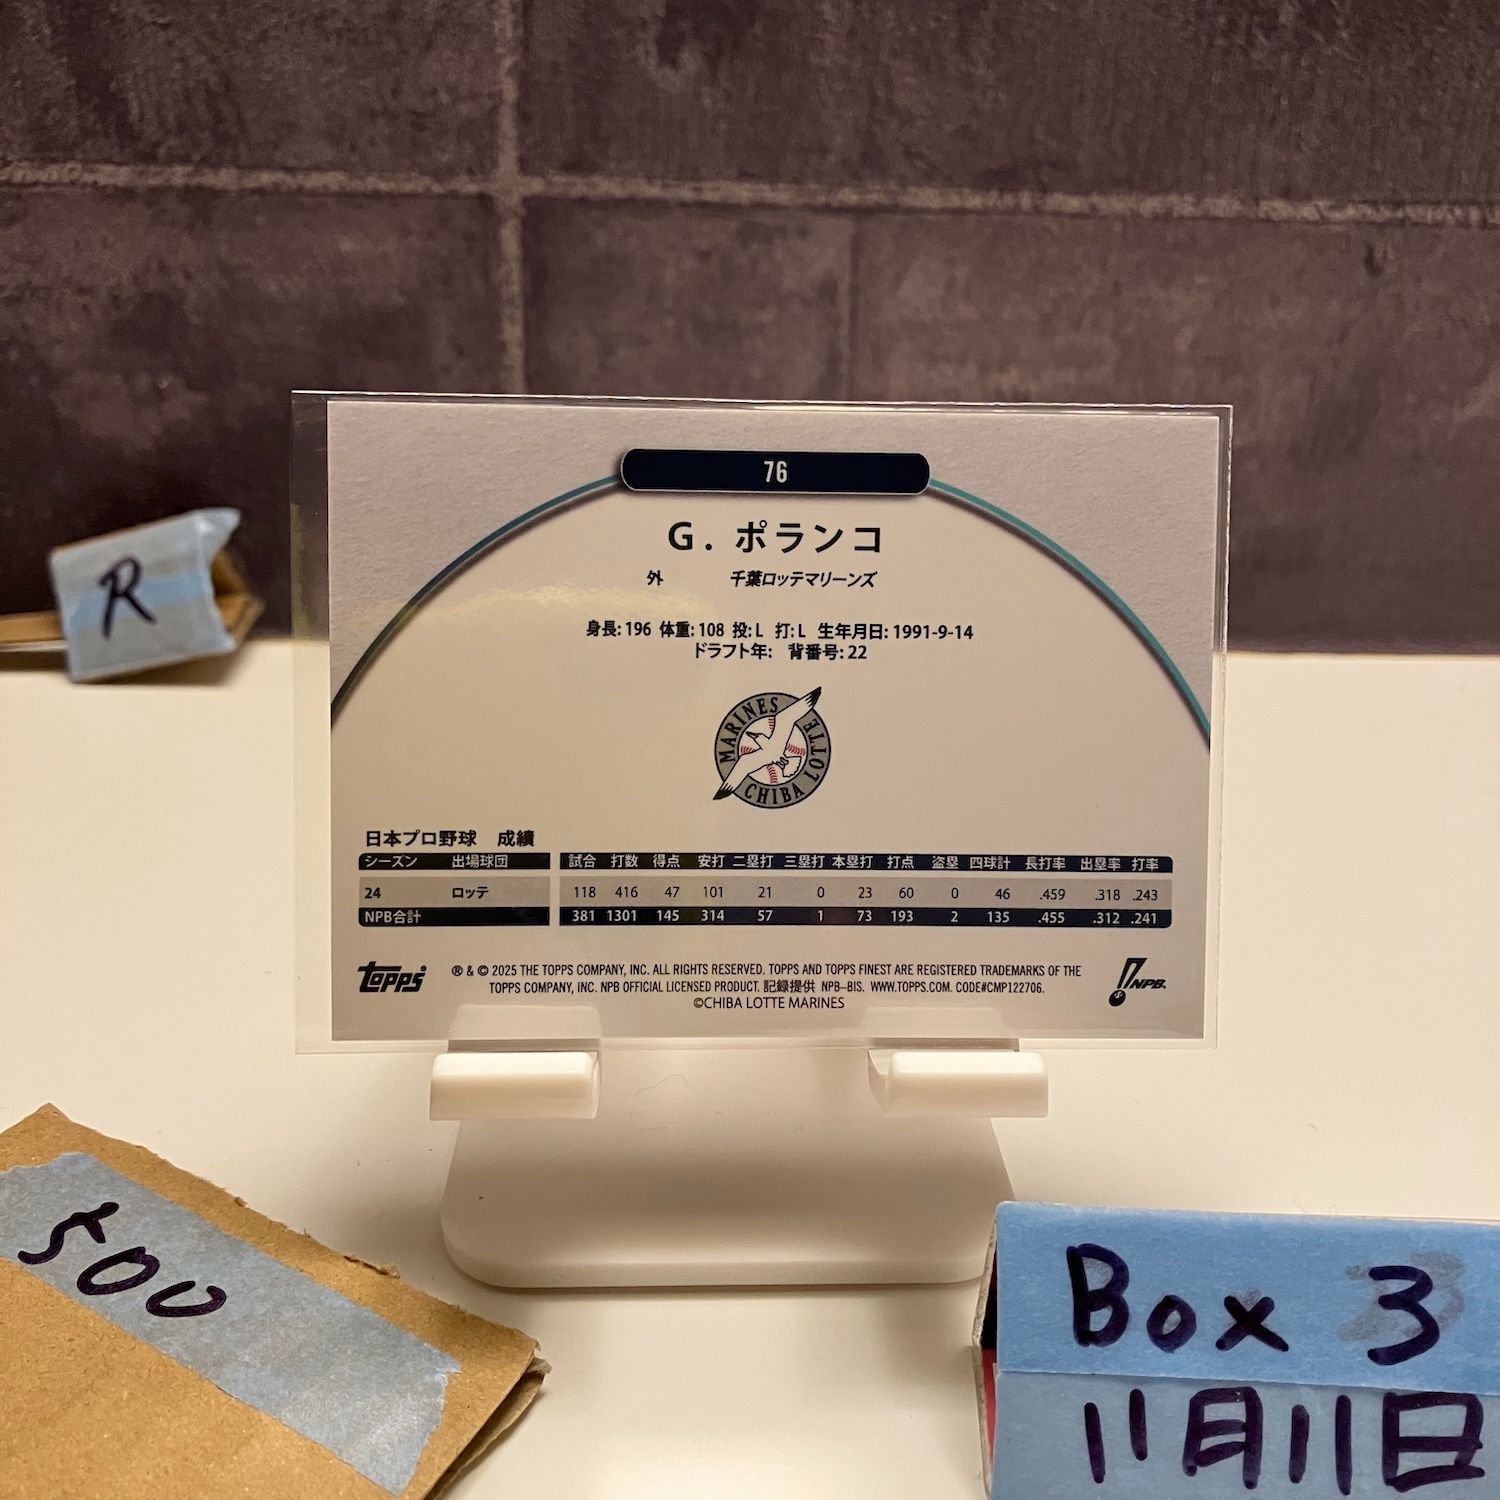 76
G. ポランコ
外 千葉ロッテマリーンズ
身長: 196 体重: 108 投: L 打: L 生年月日: 1991-9-14
ドラフト年: 背番号: 22
MARINES
CHIBA LOTTE
日本プロ野球 成績
シーズン 出場球団 試合 打数 得点 安打 二塁打 三塁打 本塁打 打点 盗塁 四球計 長打率 出塁率 打率
24 ロッテ 118 416 47 101 21 0 23 60 0 46 .459 .318 .243
NPB合計 381 1301 145 314 57 1 73 193 2 135 .455 .312 .241
topps ® & © 2025 THE TOPPS COMPANY, INC. ALL RIGHTS RESERVED. TOPPS AND TOPPS FINEST ARE REGISTERED TRADEMARKS OF THE
TOPPS COMPANY, INC. NPB OFFICIAL LICENSED PRODUCT. 記録提供 NPB-BIS. WWW.TOPPS.COM. CODE#CMP122706.
©CHIBA LOTTE MARINES
NPB.
R
500
Box 3
11月11日